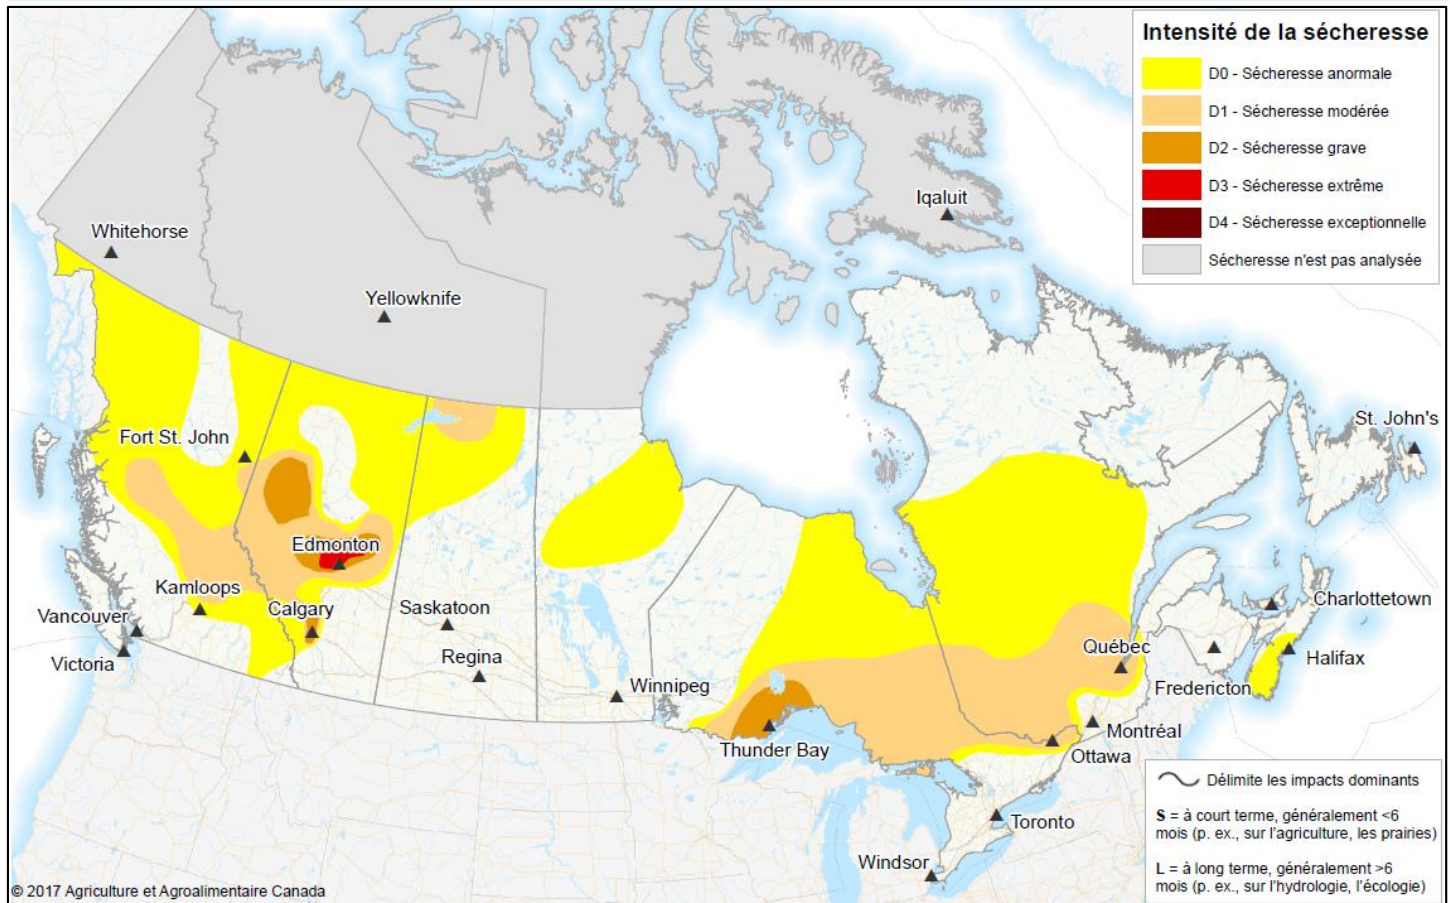 Intensité de la sécheresse
D0 - Sécheresse anormale
D1 - Sécheresse modérée
D2 - Sécheresse grave
D3 - Sécheresse extrême
D4 - Sécheresse exceptionnelle
Sécheresse n'est pas analysée
Iqaluit
Whitehorse
Yellowknife
St. John's
Fort St. John
Edmonton
Kamloops
Calgary
Saskatoon
Charlottetown
Vancouver
Québec
Victoria
Regina
Halifax
Winnipeg
Fredericton
Thunder Bay
Montréal
Ottawa
Toronto
Windsor
Délimite les impacts dominants
S = à court terme, généralement <6
mois (p. ex., sur l'agriculture, les prairies)
L = à long terme, généralement >6
mois (p. ex., sur l'hydrologie, l'écologie)
© 2017 Agriculture et Agroalimentaire Canada